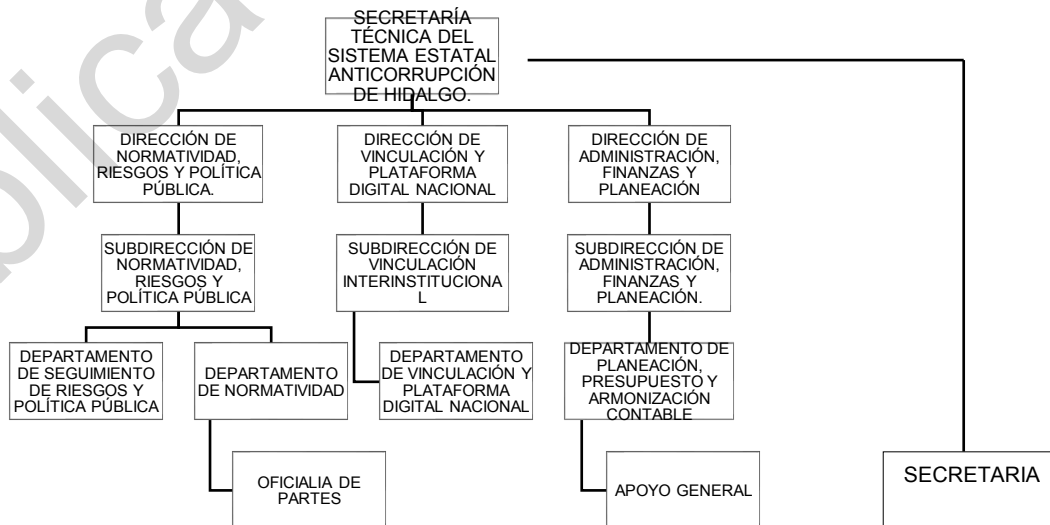 SECRETARÍA
TÉCNICA DEL
SISTEMA ESTATAL
ANTICORRUPCIÓN
DE HIDALGO.
DIRECCIÓN DE
NORMATIVIDAD,
RIESGOS Y POLÍTICA
PÚBLICA.
DIRECCIÓN DE
VINCULACIÓN Y
PLATAFORMA
DIGITAL NACIONAL
DIRECCIÓN DE
ADMINISTRACIÓN,
FINANZAS Y
PLANEACIÓN
SUBDIRECCIÓN DE
NORMATIVIDAD,
RIESGOS Y
POLÍTICA PÚBLICA
SUBDIRECCIÓN DE
VINCULACIÓN
INTERINSTITUCIONA
L
SUBDIRECCIÓN DE
ADMINISTRACIÓN,
FINANZAS Y
PLANEACIÓN.
DEPARTAMENTO
DE SEGUIMIENTO
DE RIESGOS Y
POLÍTICA PÚBLICA
DEPARTAMENTO
DE NORMATIVIDAD
DEPARTAMENTO
DE VINCULACIÓN Y
PLATAFORMA
DIGITAL NACIONAL
DEPARTAMENTO DE
PLANEACIÓN,
PRESUPUESTO Y
ARMONIZACIÓN
CONTABLE
OFICIALIA DE
PARTES
APOYO GENERAL
SECRETARIA